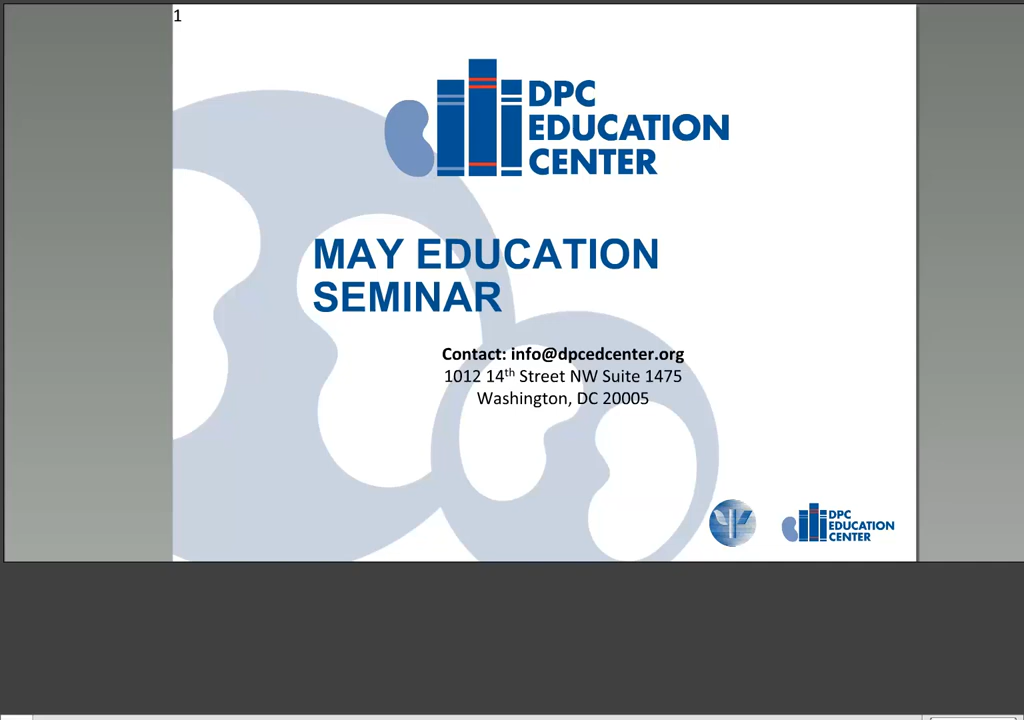 1
DPC
EDUCATION
CENTER
MAY EDUCATION
SEMINAR
Contact: info@dpcedcenter.org
1012 14th Street NW Suite 1475
Washington, DC 20005
DPC
EDUCATION
CENTER